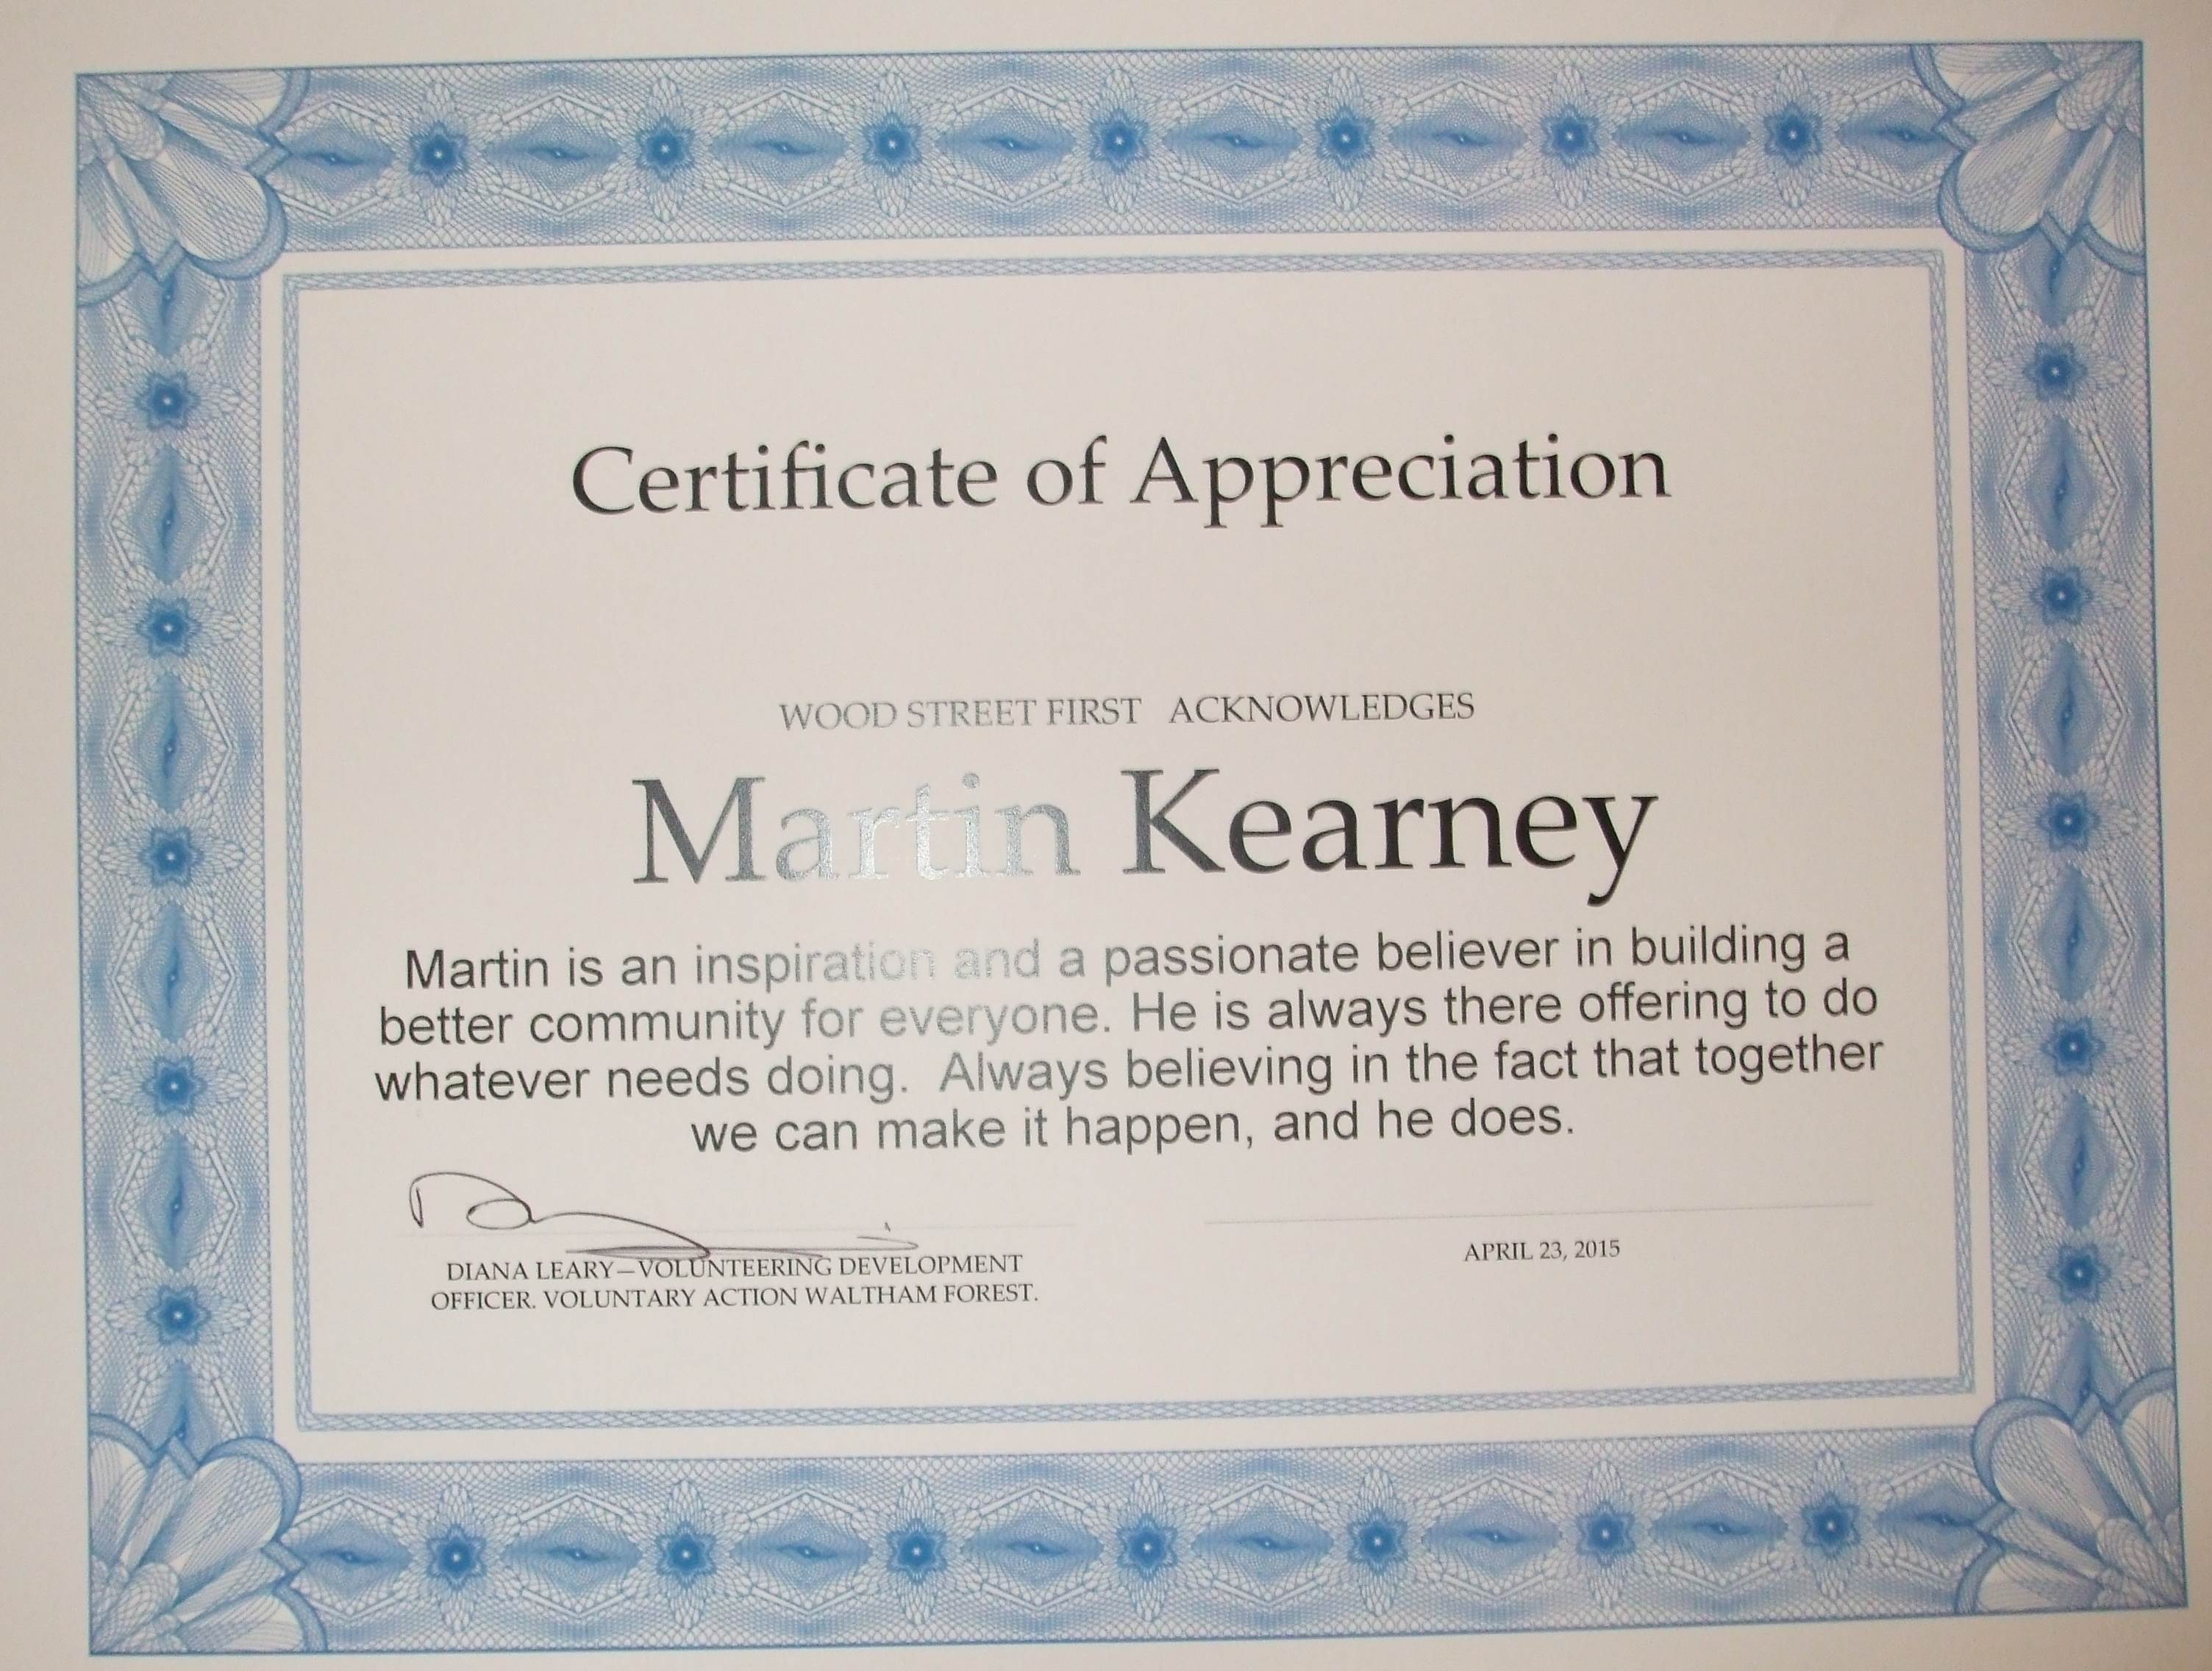 Certificate of Appreciation
WOOD STREET FIRST ACKNOWLEDGES
Martin Kearney
Martin is an inspiration and a passionate believer in building a
better community for everyone. He is always there offering to do
whatever needs doing. Always believing in the fact that together
we can make it happen, and he does.
DIANA LEARY—VOLUNTEERING DEVELOPMENT
OFFICER. VOLUNTARY ACTION WALTHAM FOREST.
APRIL 23, 2015